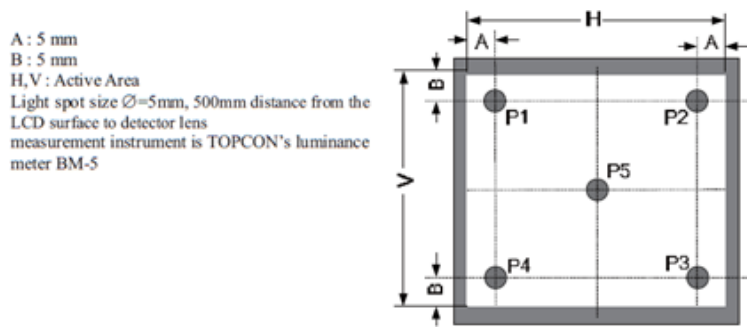 A : 5 mm
B : 5 mm
H,V : Active Area
Light spot size ∅=5mm, 500mm distance from the
LCD surface to detector lens
measurement instrument is TOPCON's luminance
meter BM-5
H
A
A
B
P1
P2
V
P5
P4
P3
B